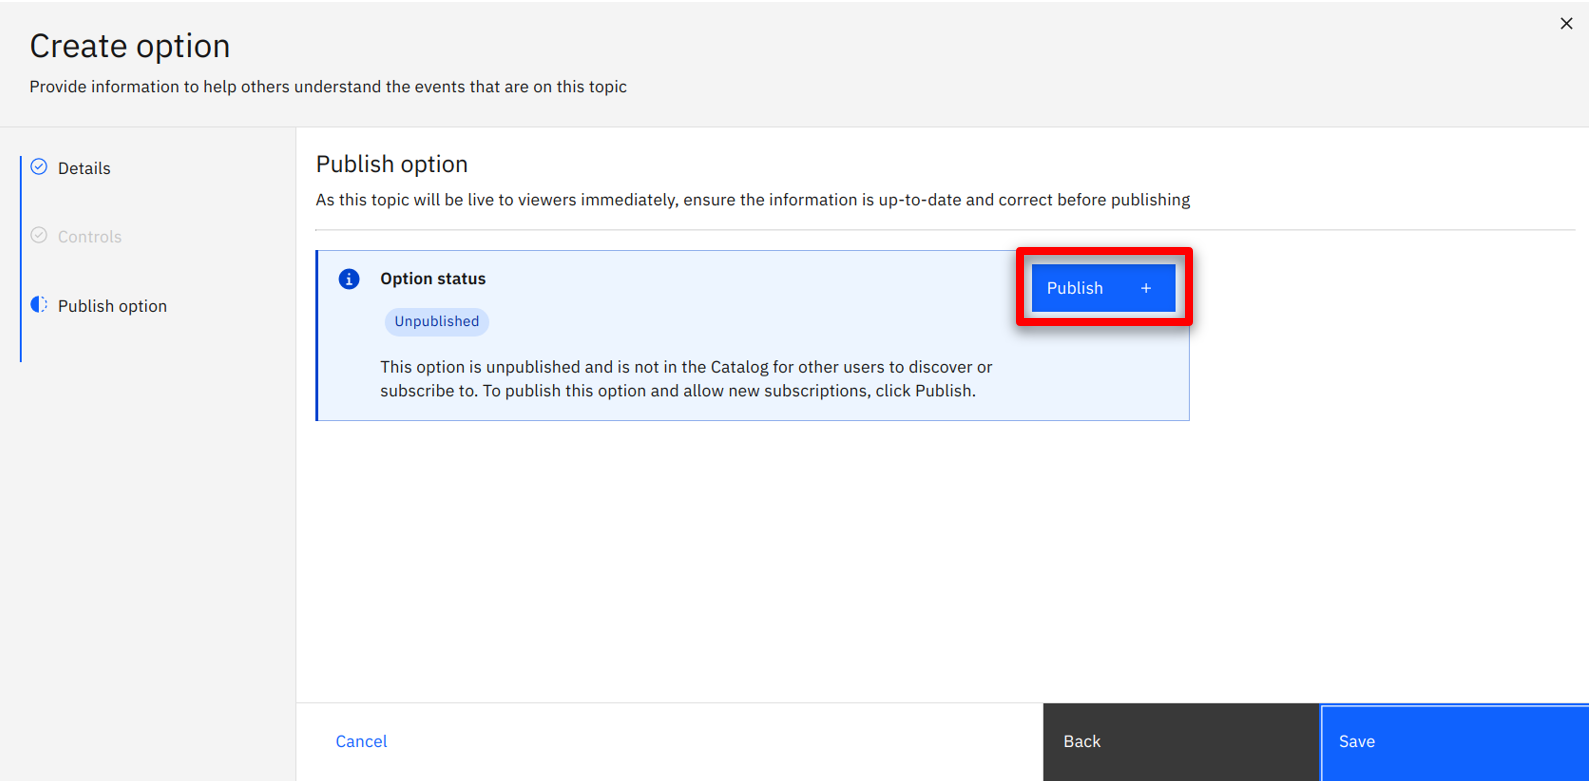 Create option
Provide information to help others understand the events that are on this topic
Details
Controls
Publish option
Publish option
As this topic will be live to viewers immediately, ensure the information is up-to-date and correct before publishing
Option status
Publish +
Unpublished
This option is unpublished and is not in the Catalog for other users to discover or
subscribe to. To publish this option and allow new subscriptions, click Publish.
Cancel
Back
Save